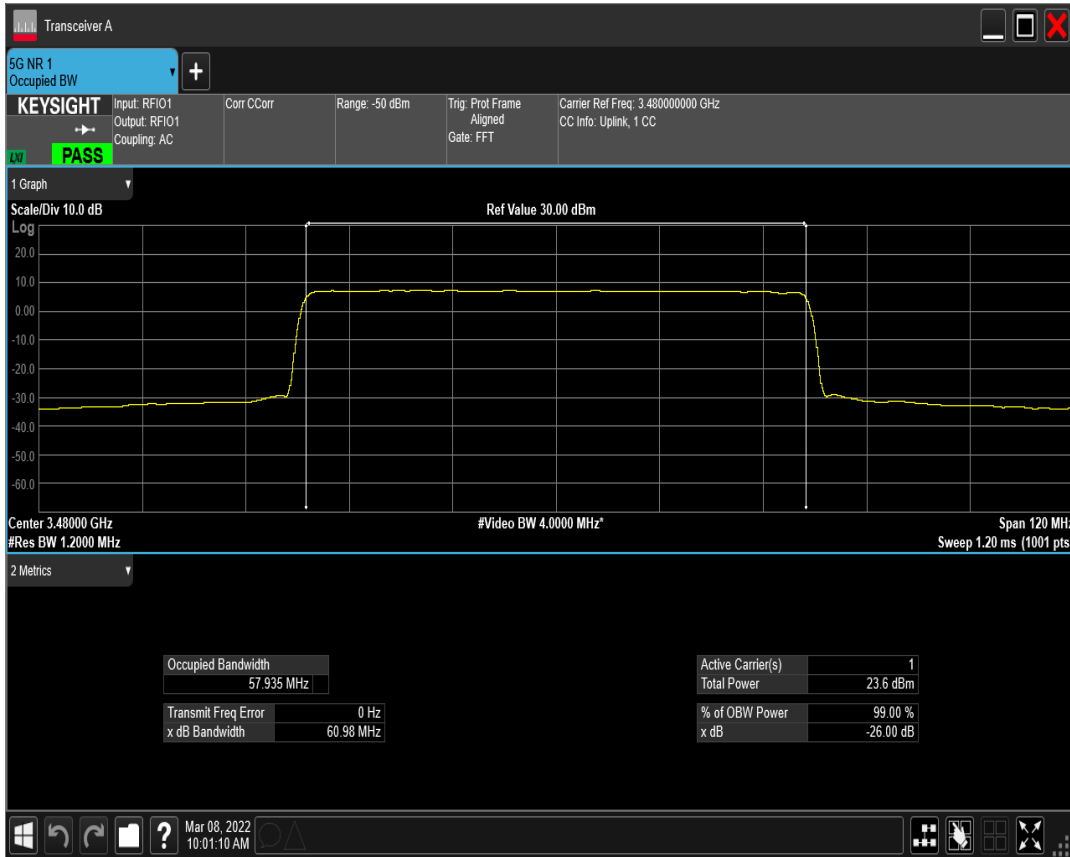 Transceiver A
5G NR 1
Occupied BW
KEYSIGHT
LXI
PASS
Input: RFIO1
Output: RFIO1
Coupling: AC
Corr CCorr
Range: -50 dBm
Trig: Prot Frame
Aligned
Gate: FFT
Carrier Ref Freq: 3.480000000 GHz
CC Info: Uplink, 1 CC
1 Graph
Scale/Div 10.0 dB
Ref Value 30.00 dBm
Log
20.0
10.0
0.00
-10.0
-20.0
-30.0
-40.0
-50.0
-60.0
Center 3.48000 GHz
#Video BW 4.0000 MHz*
Span 120 MHz
#Res BW 1.2000 MHz
Sweep 1.20 ms (1001 pts
2 Metrics
Occupied Bandwidth
57.935 MHz
Transmit Freq Error 0 Hz
x dB Bandwidth 60.98 MHz
Active Carrier(s) 1
Total Power 23.6 dBm
% of OBW Power 99.00 %
x dB -26.00 dB
?
Mar 08, 2022
10:01:10 AM